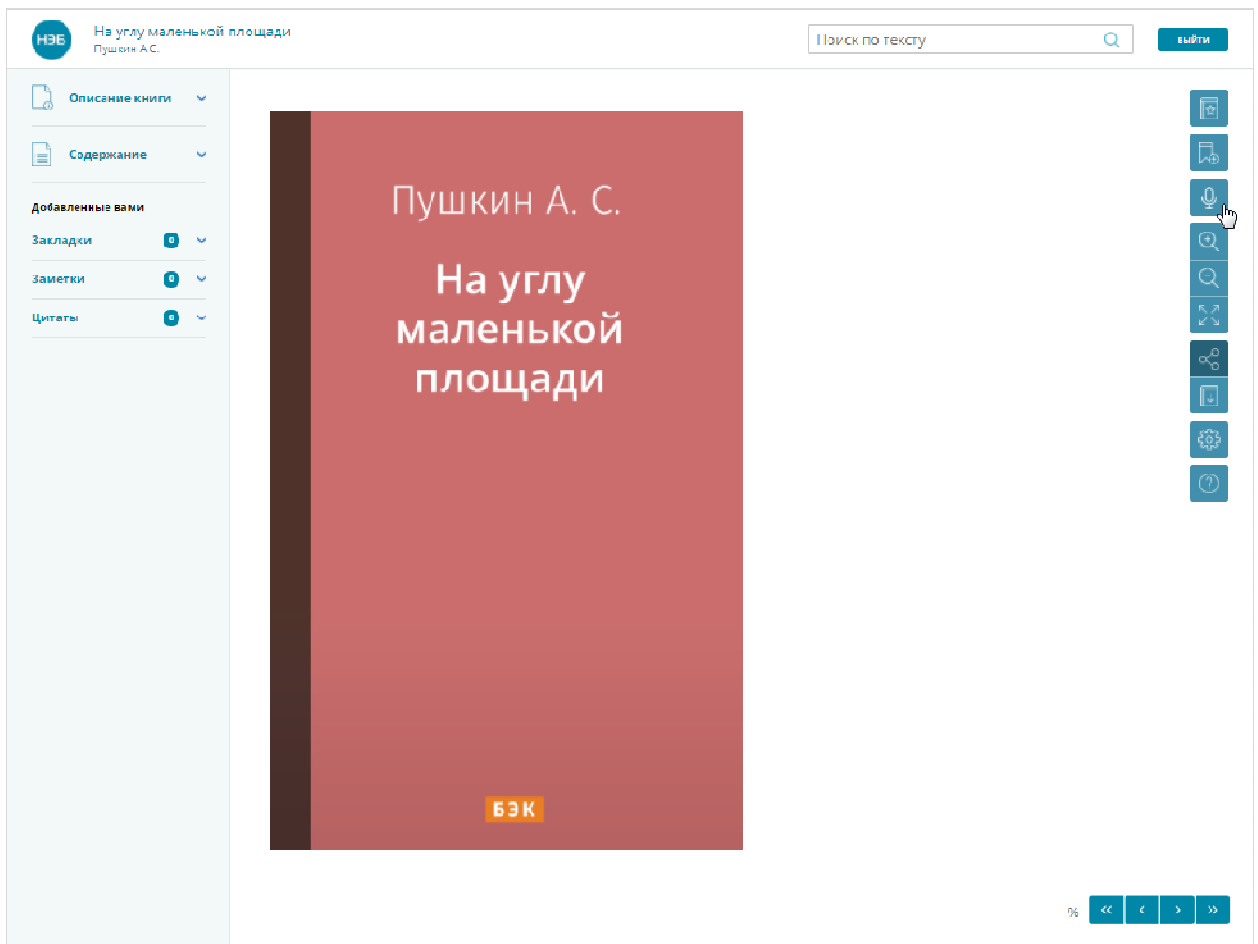 НЭБ
На углу маленькой площади
Пушкин А.С.
Поиск по тексту
выйти
Описание книги
Содержание
Добавленные вами
Закладки 0
Заметки 0
Цитаты 0
Пушкин А. С.
На углу
маленькой
площади
БЭК
%